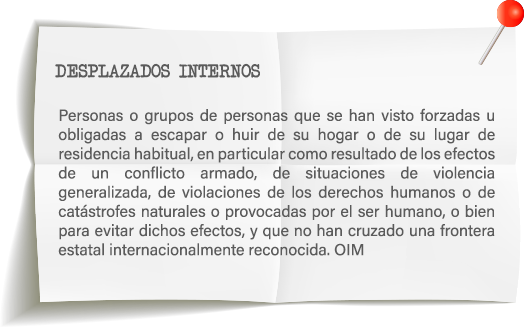 DESPLAZADOS INTERNOS
Personas o grupos de personas que se han visto forzadas u
obligadas a escapar o huir de su hogar o de su lugar de
residencia habitual, en particular como resultado de los efectos
de un conflicto armado, de situaciones de violencia
generalizada, de violaciones de los derechos humanos o de
catástrofes naturales o provocadas por el ser humano, o bien
para evitar dichos efectos, y que no han cruzado una frontera
estatal internacionalmente reconocida. OIM